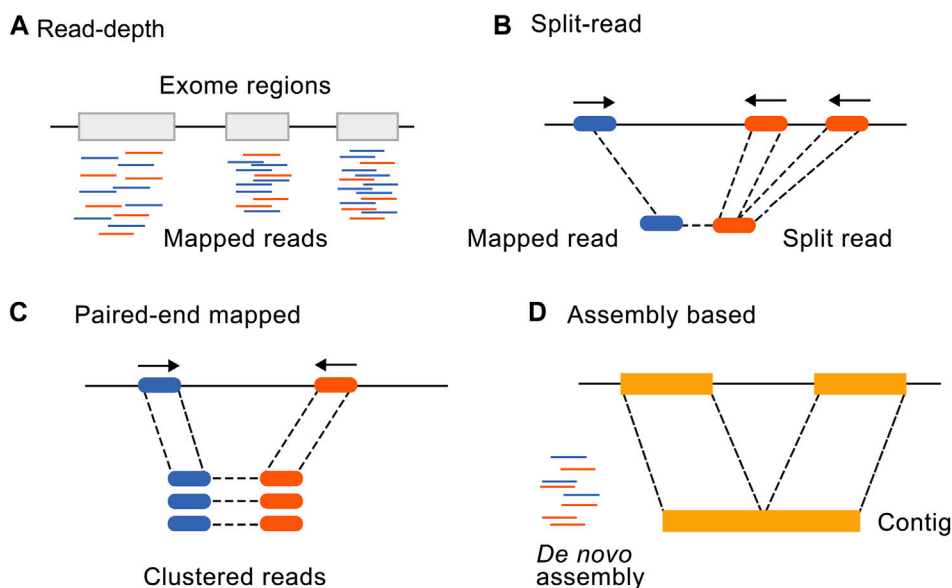 A Read-depth
Exome regions
Mapped reads
B Split-read
Mapped read
Split read
C Paired-end mapped
Clustered reads
D Assembly based
Contig
De novo
assembly